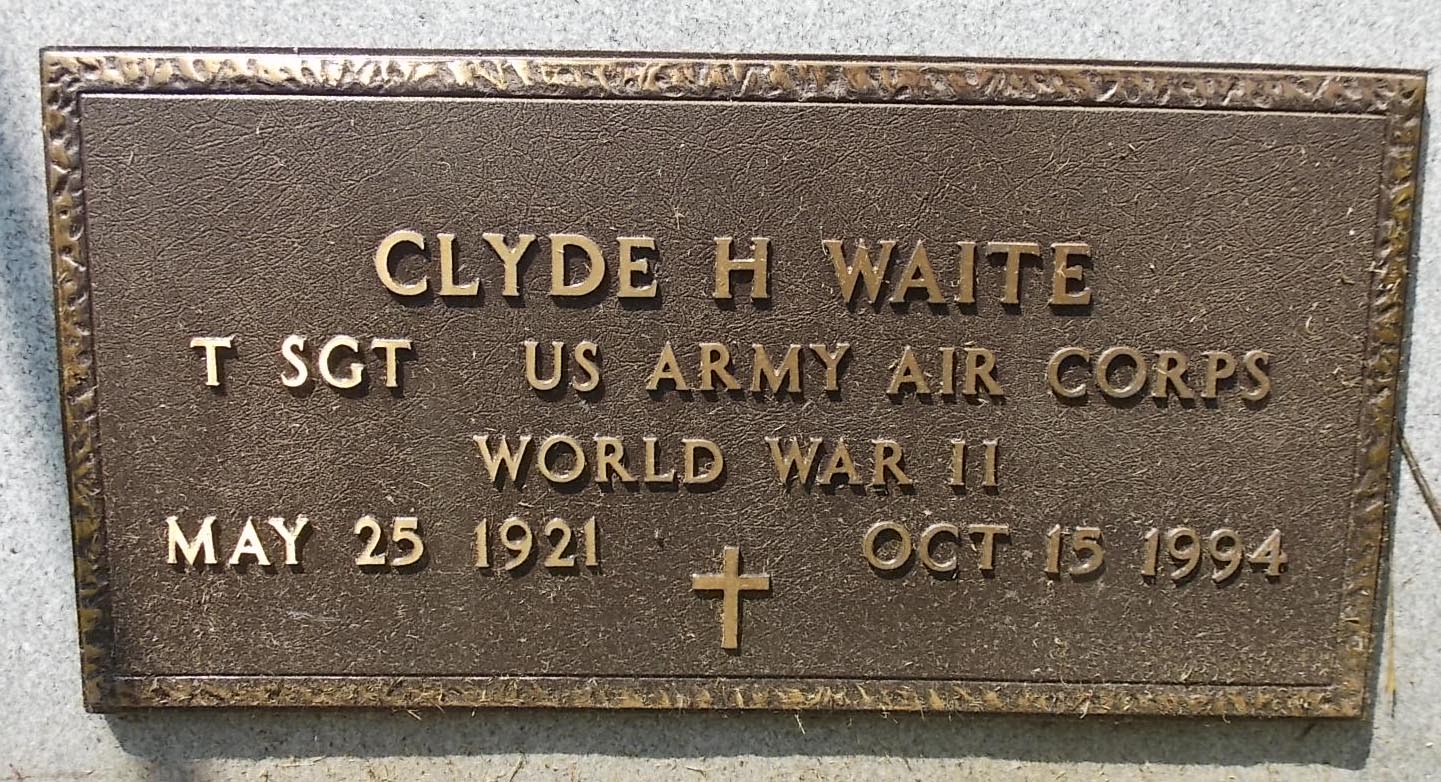 CLYDE H WAITE
T SGT US ARMY AIR CORPS
WORLD WAR II
MAY 25 1921 OCT 15 1994